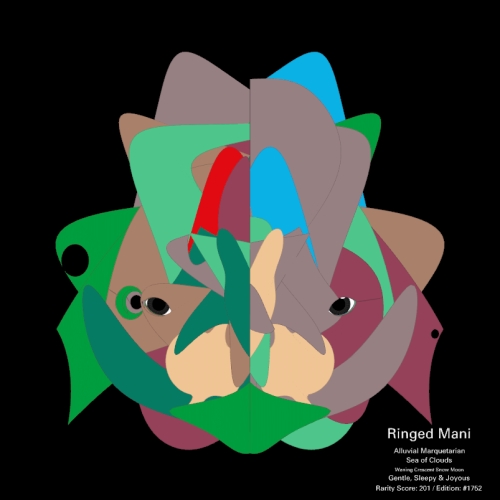 Ringed Mani
Alluvial Marquetarian
Sea of Clouds
Waning Crescent Snow Moon
Gentle, Sleepy & Joyous
Rarity Score: 201 / Edition: #1752